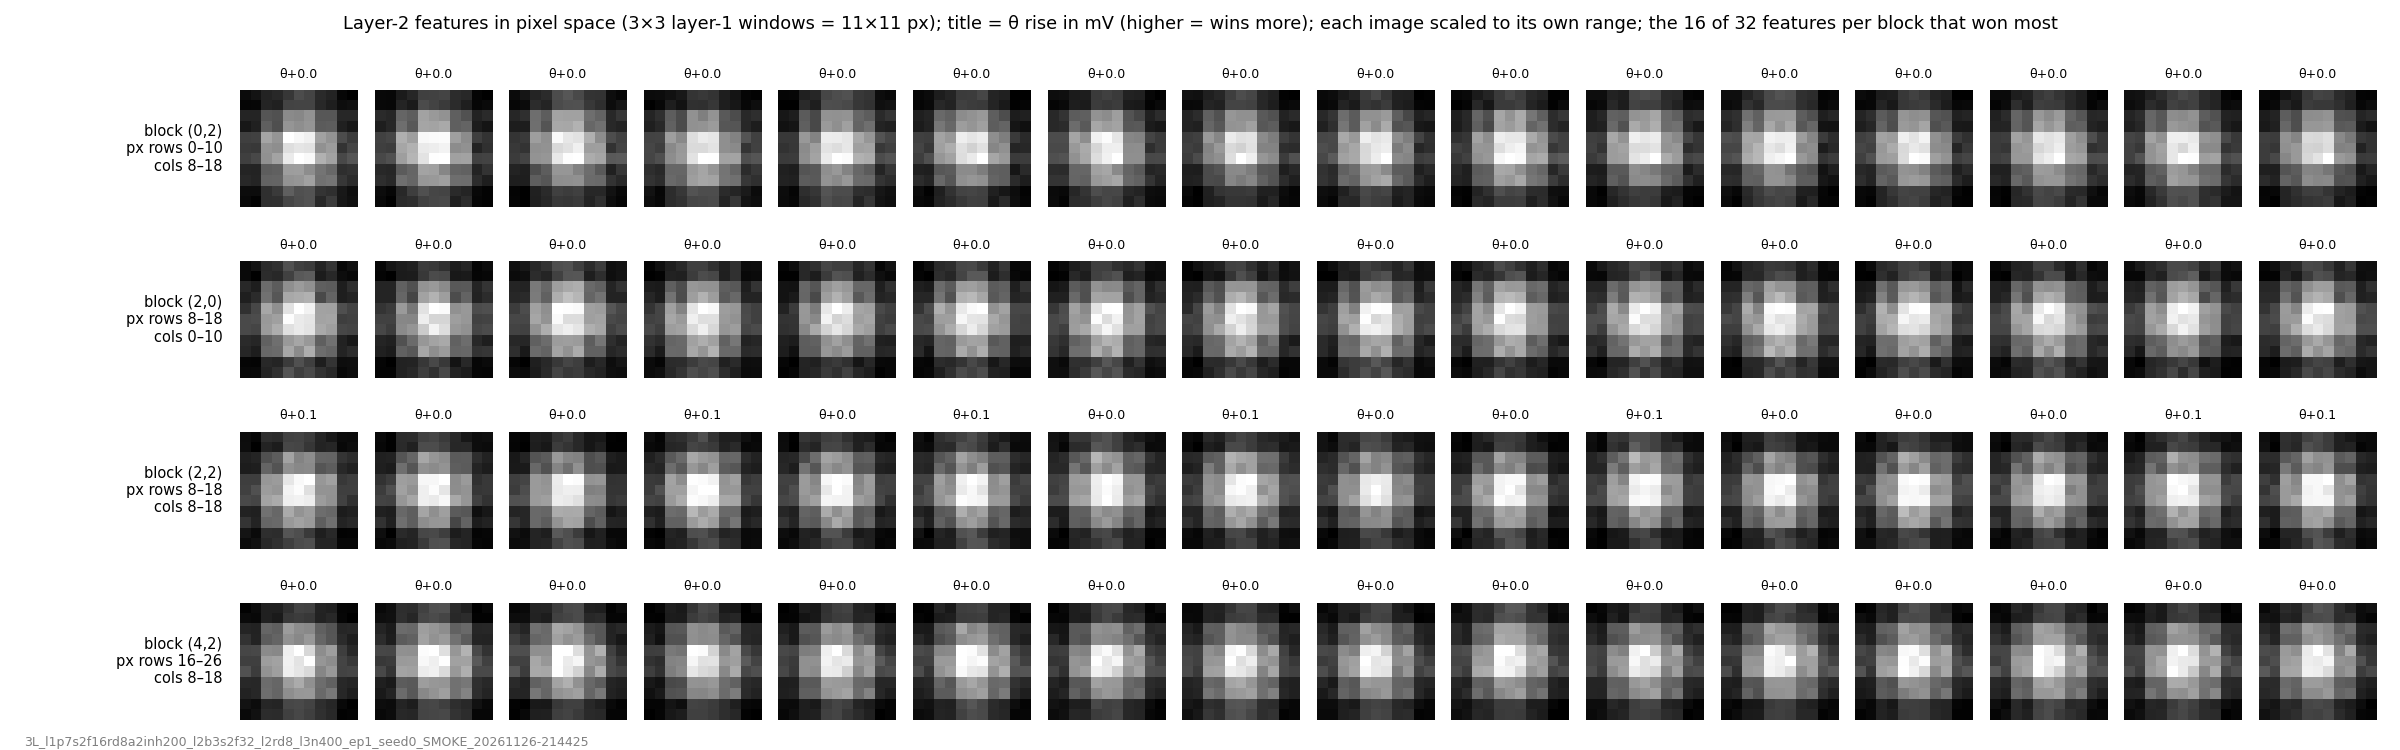 Layer-2 features in pixel space (3×3 layer-1 windows = 11×11 px); title = θ rise in mV (higher = wins more); each image scaled to its own range; the 16 of 32 features per block that won most
θ+0.0 θ+0.0 θ+0.0 θ+0.0 θ+0.0 θ+0.0 θ+0.0 θ+0.0 θ+0.0 θ+0.0 θ+0.0 θ+0.0 θ+0.0 θ+0.0 θ+0.0 θ+0.0
block (0,2)
px rows 0–10
cols 8–18
θ+0.0 θ+0.0 θ+0.0 θ+0.0 θ+0.0 θ+0.0 θ+0.0 θ+0.0 θ+0.0 θ+0.0 θ+0.0 θ+0.0 θ+0.0 θ+0.0 θ+0.0 θ+0.0
block (2,0)
px rows 8–18
cols 0–10
θ+0.1 θ+0.0 θ+0.0 θ+0.1 θ+0.0 θ+0.1 θ+0.0 θ+0.1 θ+0.0 θ+0.0 θ+0.1 θ+0.0 θ+0.0 θ+0.0 θ+0.1 θ+0.1
block (2,2)
px rows 8–18
cols 8–18
θ+0.0 θ+0.0 θ+0.0 θ+0.0 θ+0.0 θ+0.0 θ+0.0 θ+0.0 θ+0.0 θ+0.0 θ+0.0 θ+0.0 θ+0.0 θ+0.0 θ+0.0 θ+0.0
block (4,2)
px rows 16–26
cols 8–18
3L_l1p7s2f16rd8a2inh200_l2b3s2f32_l2rd8_l3n400_ep1_seed0_SMOKE_20261126-214425